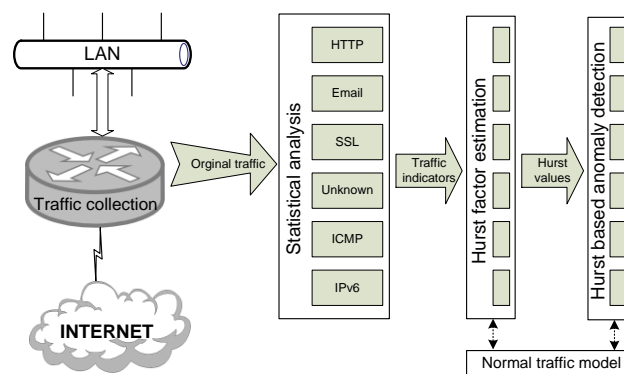 LAN
Traffic collection
INTERNET
Orginal traffic
Statistical analysis
HTTP
Email
SSL
Unknown
ICMP
IPv6
Traffic
indicators
Hurst factor estimation
Hurst
values
Hurst based anomaly detection
Normal traffic model